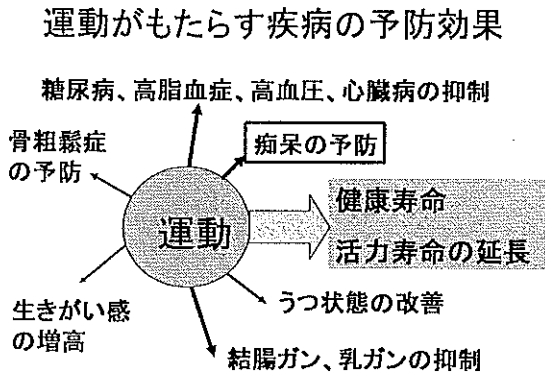 運動がもたらす疾病の予防効果
糖尿病、高脂血症、高血圧、心臓病の抑制
骨粗鬆症
の予防
痴呆の予防
運動
健康寿命
活力寿命の延長
生きがい感
の増高
うつ状態の改善
結腸ガン、乳ガンの抑制